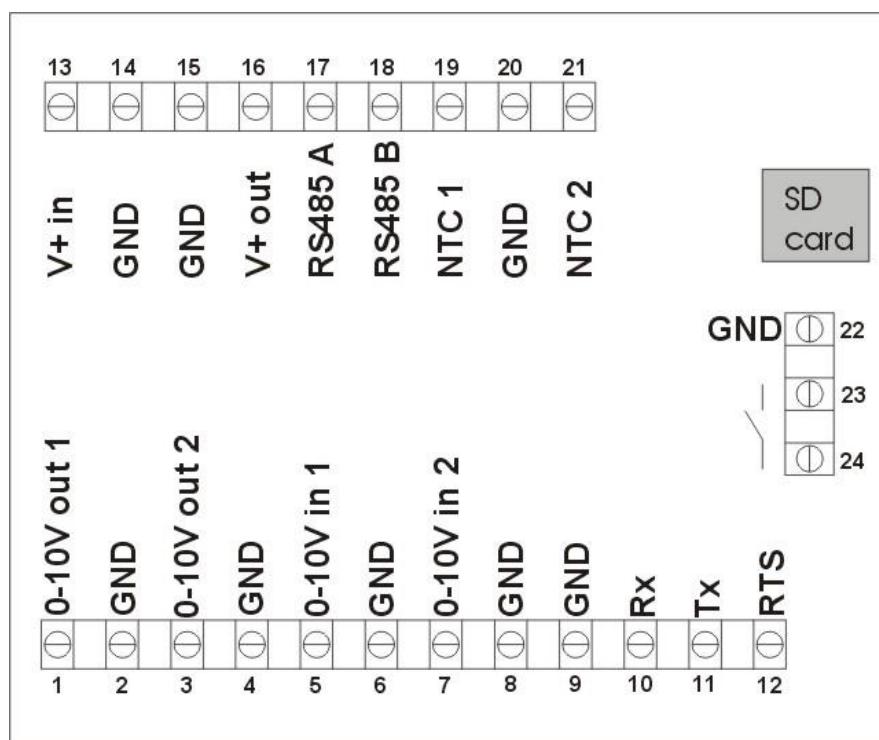 13 14 15 16 17 18 19 20 21
V+ in
GND
GND
V+ out
RS485 A
RS485 B
NTC 1
GND
NTC 2
SD
card
GND 22
23
24
0-10V out 1
GND
0-10V out 2
GND
0-10V in 1
GND
0-10V in 2
GND
GND
Rx
Tx
RTS
1 2 3 4 5 6 7 8 9 10 11 12